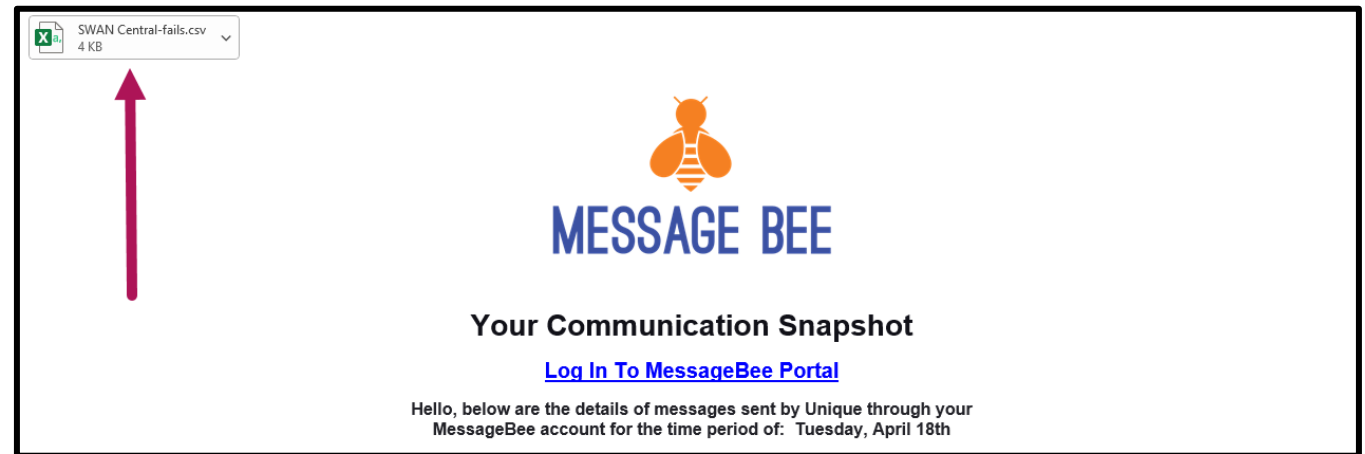 SWAN Central-fails.csv
4 KB
MESSAGE BEE
Your Communication Snapshot
Log In To MessageBee Portal
Hello, below are the details of messages sent by Unique through your
MessageBee account for the time period of: Tuesday, April 18th